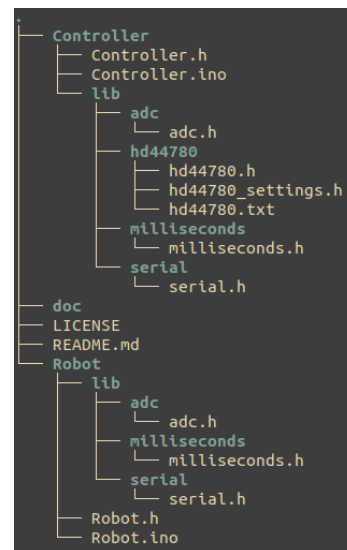 .
Controller
Controller.h
Controller.ino
lib
adc
adc.h
hd44780
hd44780.h
hd44780_settings.h
hd44780.txt
milliseconds
milliseconds.h
serial
serial.h
doc
LICENSE
README.md
Robot
lib
adc
adc.h
milliseconds
milliseconds.h
serial
serial.h
Robot.h
Robot.ino